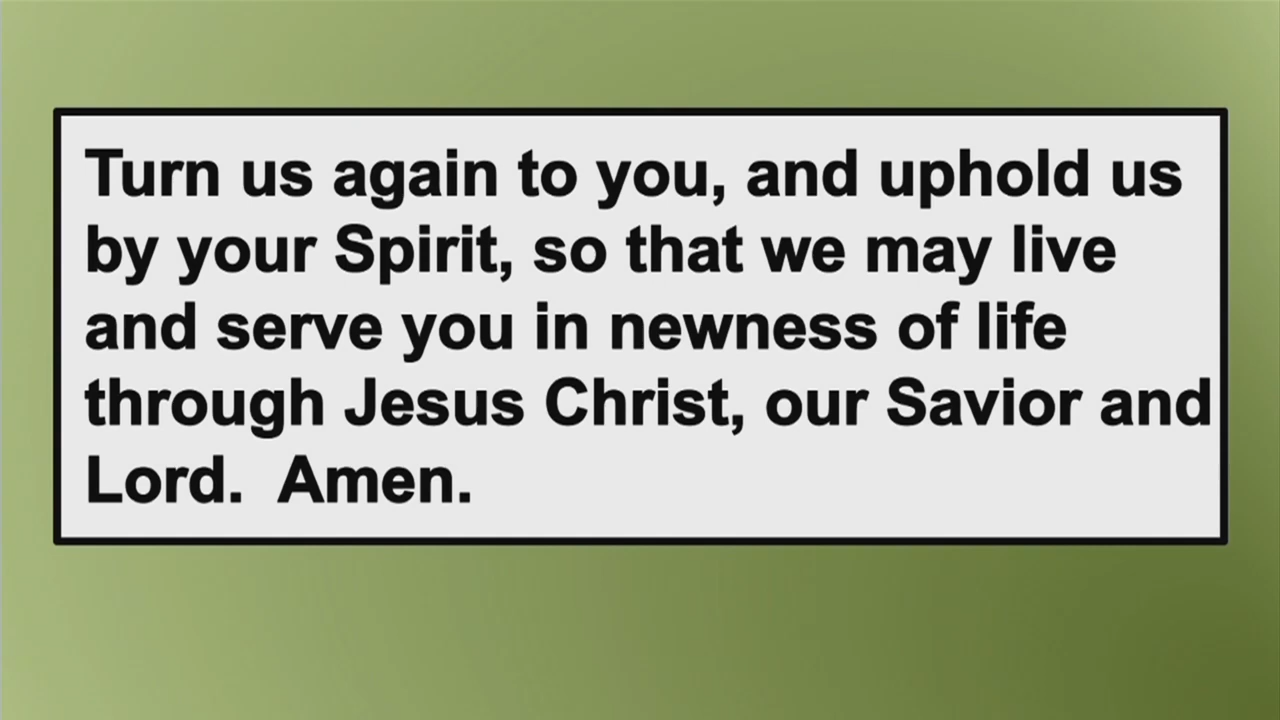 Turn us again to you, and uphold us
by your Spirit, so that we may live
and serve you in newness of life
through Jesus Christ, our Savior and
Lord.  Amen.